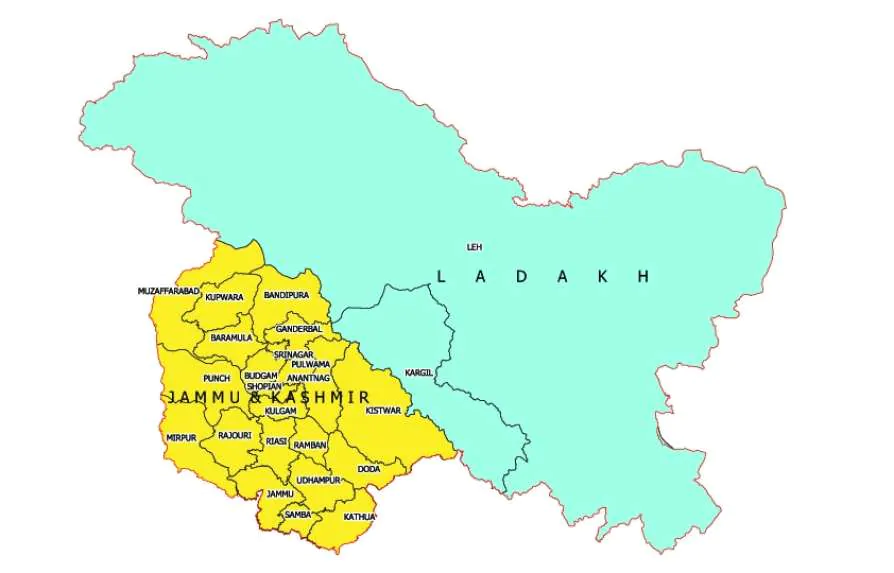 LEH
L A D A K H
MUZAFFARABAD
KUPWARA
BANDIPURA
GANDERBAL
BARAMULA
SRINAGAR
PULWAMA
KARGIL
PUNCH
BUDGAM
ANANTNAG
SHOPIAN
JAMMU & KASHMIR
KULGAM
KISTWAR
MIRPUR
RAJOURI
RIASI
RAMBAN
DODA
UDHAMPUR
JAMMU
SAMBA
KATHUA